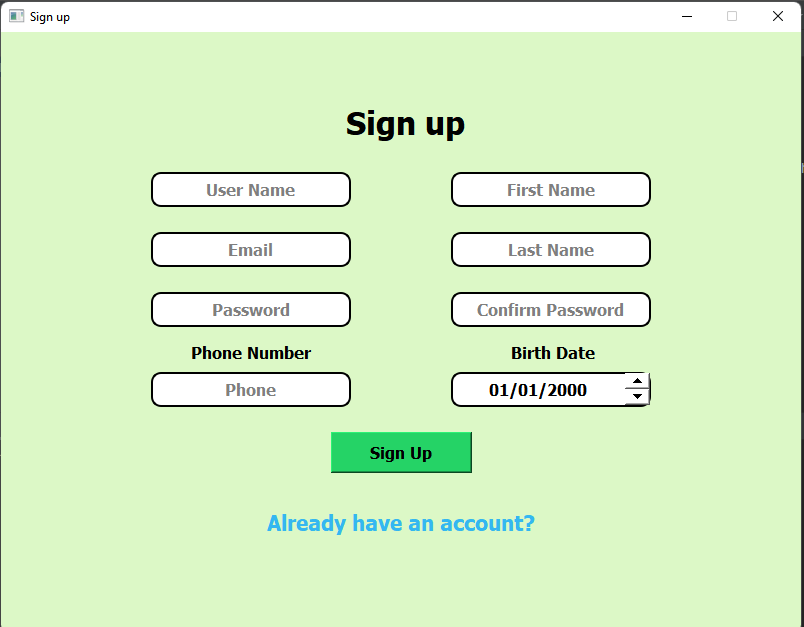 Sign up
Sign up
User Name
First Name
Email
Last Name
Password
Confirm Password
Phone Number
Birth Date
Phone
01/01/2000
Sign Up
Already have an account?